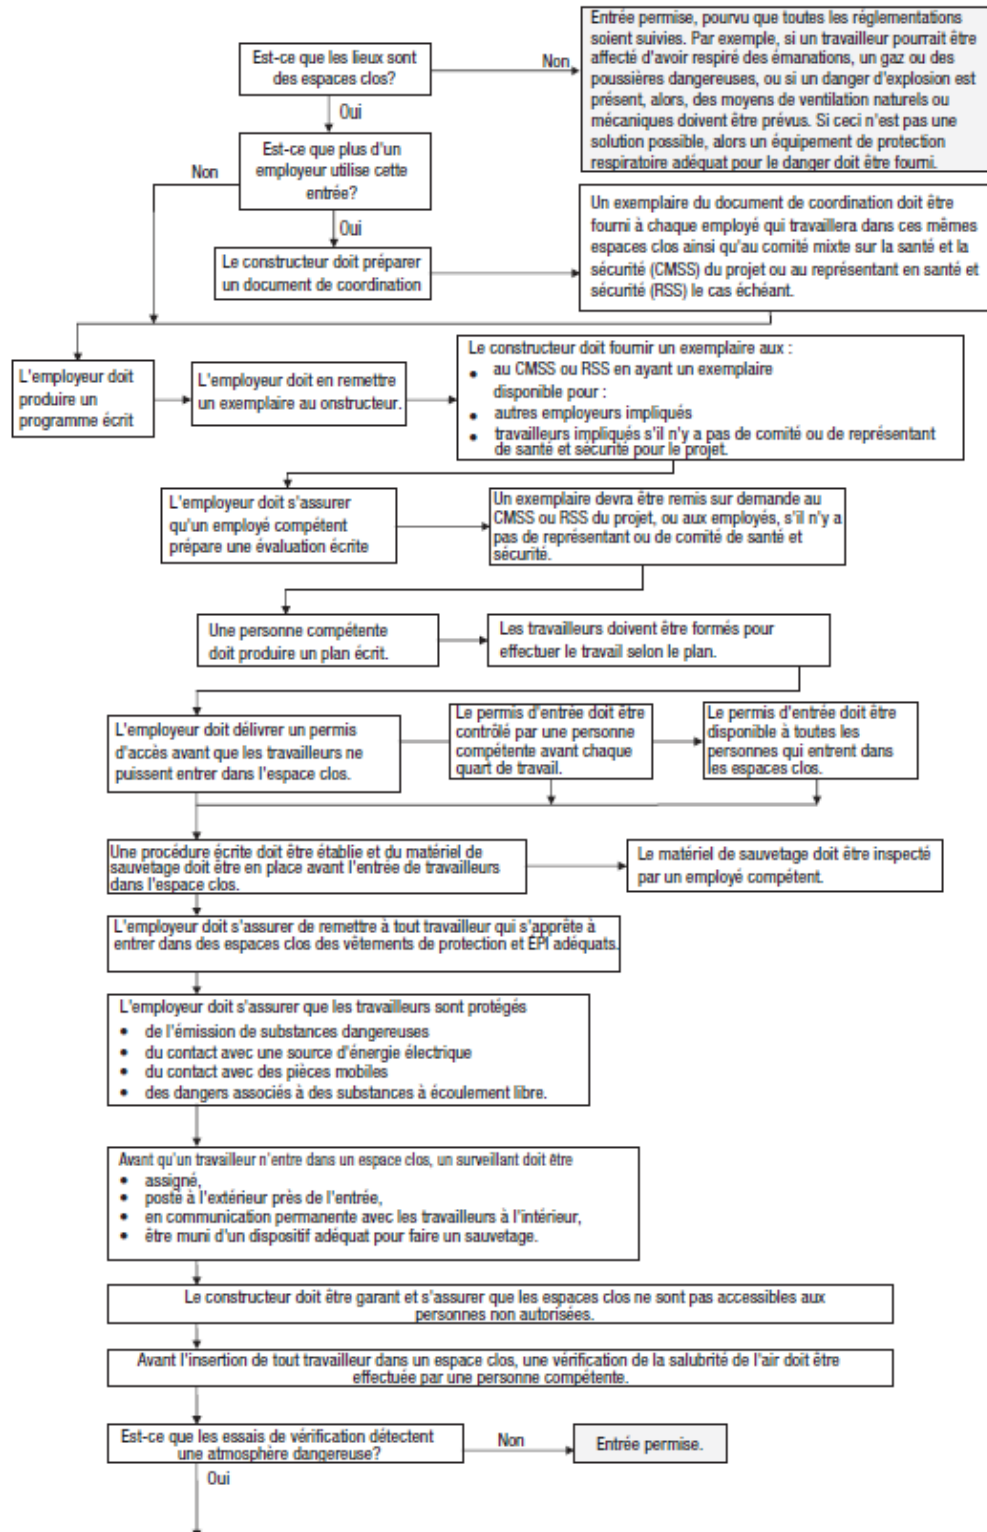 Est-ce que les lieux sont
des espaces clos?
Non
Entrée permise, pourvu que toutes les réglementations
soient suivies. Par exemple, si un travailleur pourrait être
affecté d'avoir respiré des émanations, un gaz ou des
poussières dangereuses, ou si un danger d'explosion est
présent, alors, des moyens de ventilation naturels ou
mécaniques doivent être prévus. Si ceci n'est pas une
solution possible, alors un équipement de protection
respiratoire adéquat pour le danger doit être fourni.
Oui
Est-ce que plus d'un
employeur utilise cette
entrée?
Non
Oui
Le constructeur doit préparer
un document de coordination
Un exemplaire du document de coordination doit être
fourni à chaque employé qui travaillera dans ces mêmes
espaces clos ainsi qu'au comité mixte sur la santé et la
sécurité (CMSS) du projet ou au représentant en santé et
sécurité (RSS) le cas échéant.
L'employeur doit
produire un
programme écrit
L'employeur doit en remettre
un exemplaire au onstructeur.
Le constructeur doit fournir un exemplaire aux :
• au CMSS ou RSS en ayant un exemplaire
disponible pour :
• autres employeurs impliqués
• travailleurs impliqués s'il n'y a pas de comité ou de représentant
de santé et sécurité pour le projet.
L'employeur doit s'assurer
qu'un employé compétent
prépare une évaluation écrite
Un exemplaire devra être remis sur demande au
CMSS ou RSS du projet, ou aux employés, s'il n'y a
pas de représentant ou de comité de santé et
sécurité.
Une personne compétente
doit produire un plan écrit.
Les travailleurs doivent être formés pour
effectuer le travail selon le plan.
L'employeur doit délivrer un permis
d'accès avant que les travailleurs ne
puissent entrer dans l'espace clos.
Le permis d'entrée doit être
contrôlé par une personne
compétente avant chaque
quart de travail.
Le permis d'entrée doit être
disponible à toutes les
personnes qui entrent dans
les espaces clos.
Une procédure écrite doit être établie et du matériel de
sauvetage doit être en place avant l'entrée de travailleurs
dans l'espace clos.
Le matériel de sauvetage doit être inspecté
par un employé compétent.
L'employeur doit s'assurer de remettre à tout travailleur qui s'apprête à
entrer dans des espaces clos des vêtements de protection et ÉPI adéquats.
L'employeur doit s'assurer que les travailleurs sont protégés
• de l'émission de substances dangereuses
• du contact avec une source d'énergie électrique
• du contact avec des pièces mobiles
• des dangers associés à des substances à écoulement libre.
Avant qu'un travailleur n'entre dans un espace clos, un surveillant doit être
• assigné,
• posté à l'extérieur près de l'entrée,
• en communication permanente avec les travailleurs à l'intérieur,
• être muni d'un dispositif adéquat pour faire un sauvetage.
Le constructeur doit être garant et s'assurer que les espaces clos ne sont pas accessibles aux
personnes non autorisées.
Avant l'insertion de tout travailleur dans un espace clos, une vérification de la salubrité de l'air doit être
effectuée par une personne compétente.
Est-ce que les essais de vérification détectent
une atmosphère dangereuse?
Non
Entrée permise.
Oui